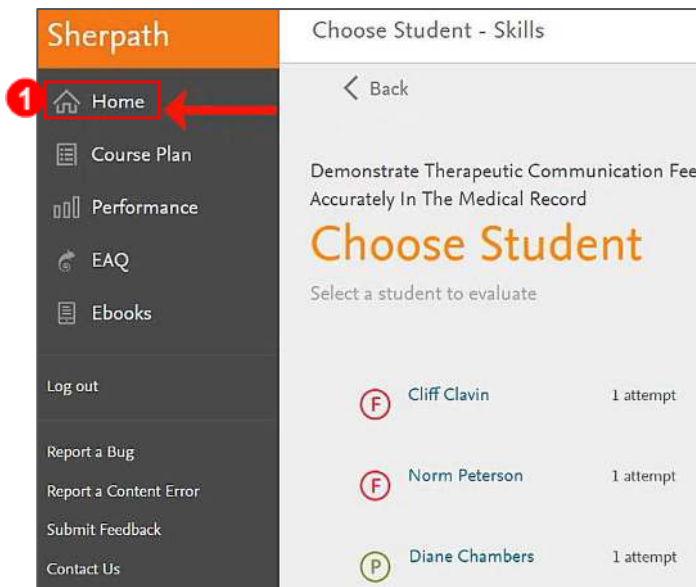 Sherpath
Choose Student - Skills
1
Home
Back
Course Plan
Performance
EAQ
Ebooks
Demonstrate Therapeutic Communication Fee
Accurately In The Medical Record
Choose Student
Select a student to evaluate
Log out
F Cliff Clavin 1 attempt
Report a Bug
Report a Content Error
F Norm Peterson 1 attempt
Submit Feedback
Contact Us
P Diane Chambers 1 attempt